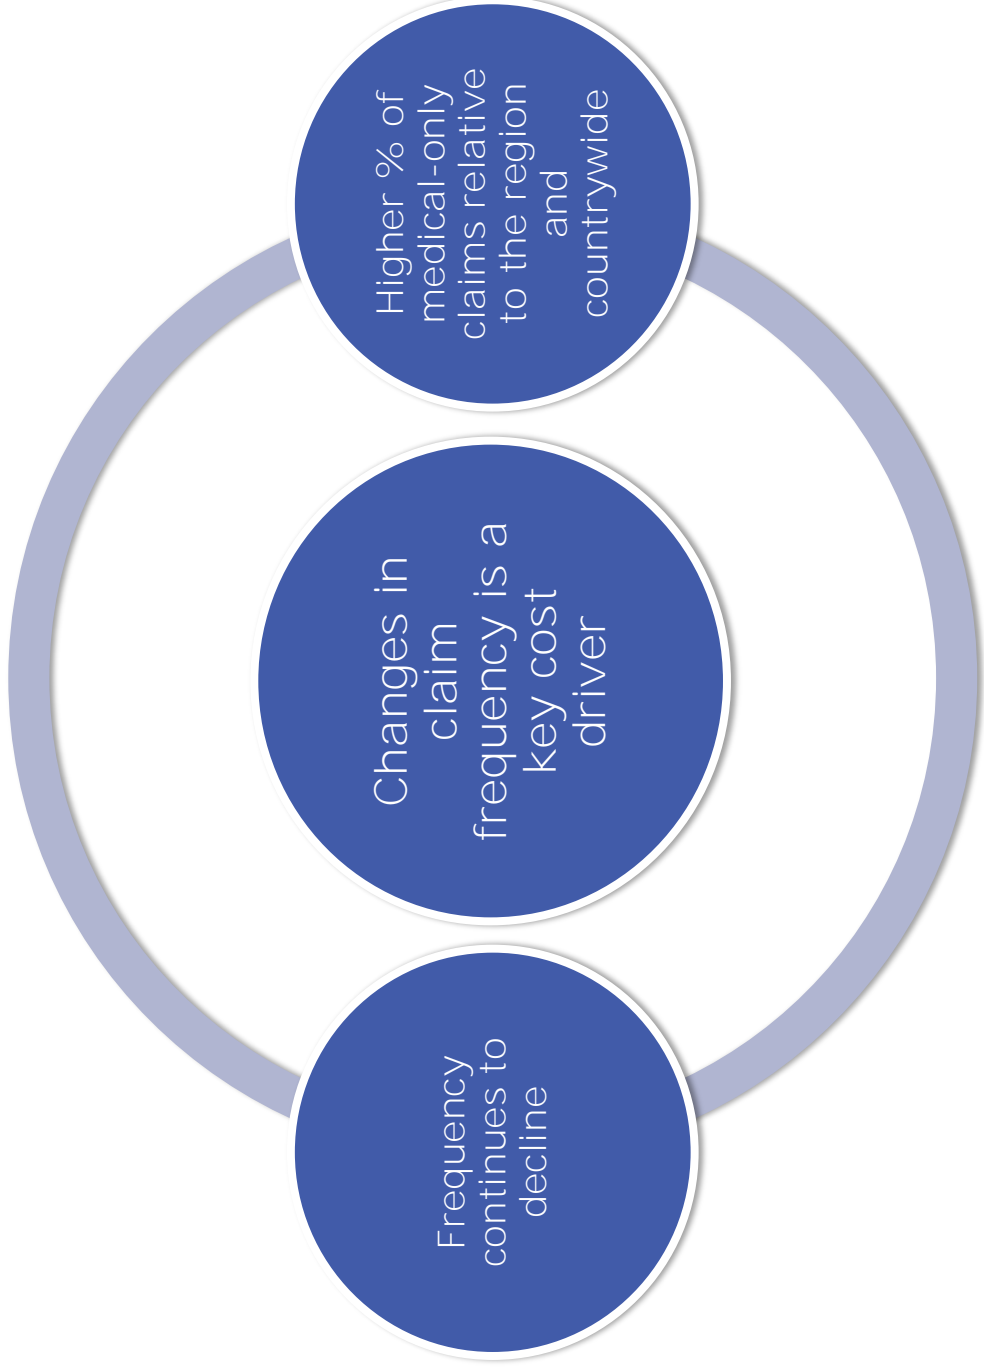 Frequency
continues to
decline
Changes in
claim
frequency is a
key cost
driver
Higher % of
medical-only
claims relative
to the region
and
countrywide